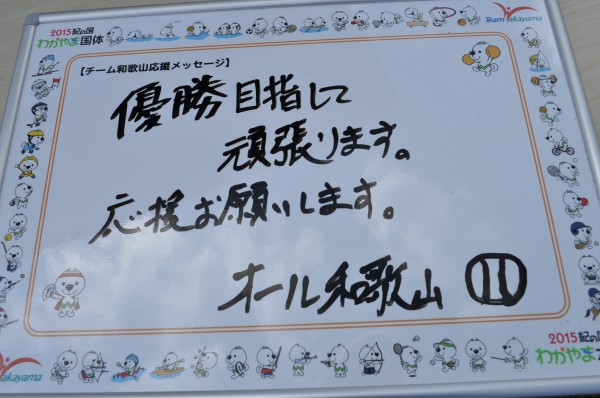 2015紀の国
わかやま国体
Team Wakayama
【チーム和歌山応援メッセージ】
優勝目指して
頑張ります。
応援お願いします。
オール和歌山 ⑪
akayama
2015紀の国
わかやま